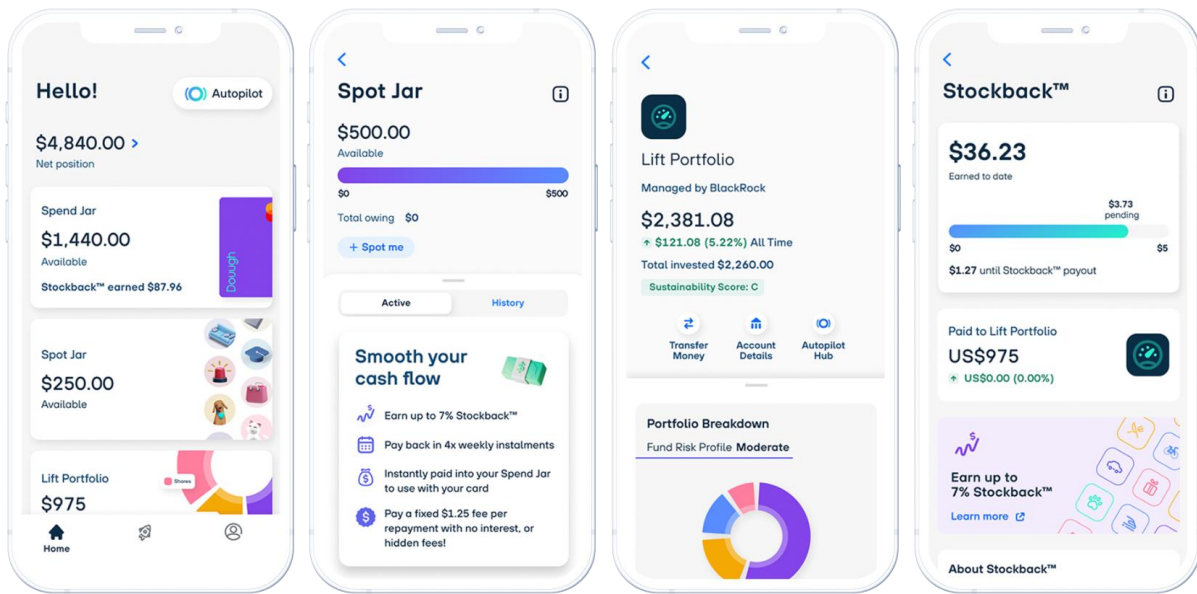 Hello!
Autopilot
$4,840.00 >
Net position
Spend Jar
$1,440.00
Available
Stockback™ earned $87.96
Douugh
Spot Jar
$250.00
Available
Lift Portfolio
$975
Shares
Home
Spot Jar
$500.00
Available
$0 $500
Total owing $0
+ Spot me
Active History
Smooth your
cash flow
Earn up to 7% Stockback™
Pay back in 4x weekly instalments
Instantly paid into your Spend Jar
to use with your card
Pay a fixed $1.25 fee per
repayment with no interest, or
hidden fees!
Lift Portfolio
Managed by BlackRock
$2,381.08
$121.08 (5.22%) All Time
Total invested $2,260.00
Sustainability Score: C
Transfer
Money
Account
Details
Autopilot
Hub
Portfolio Breakdown
Fund Risk Profile Moderate
Stockback™
$36.23
Earned to date
$3.73
pending
$0 $5
$1.27 until Stockback™ payout
Paid to Lift Portfolio
US$975
US$0.00 (0.00%)
Earn up to
7% Stockback™
Learn more
About Stockback™